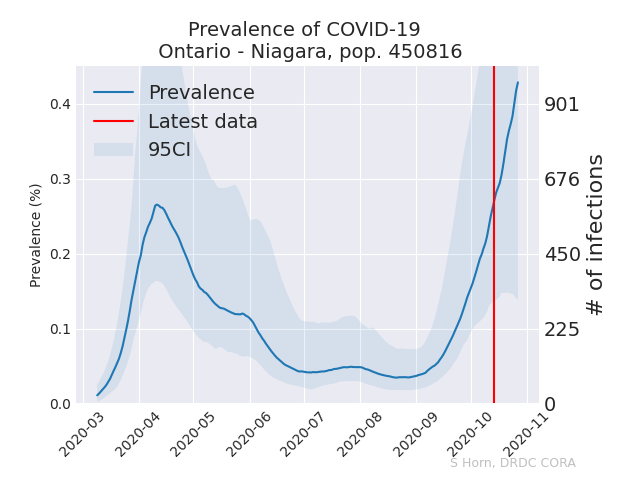 Prevalence of COVID-19
Ontario - Niagara, pop. 450816
Prevalence
Latest data
95CI
Prevalence (%)
0.4
0.3
0.2
0.1
0.0
901
676
450
225
0
# of infections
2020-03
2020-04
2020-05
2020-06
2020-07
2020-08
2020-09
2020-10
2020-11
S Horn, DRDC CORA